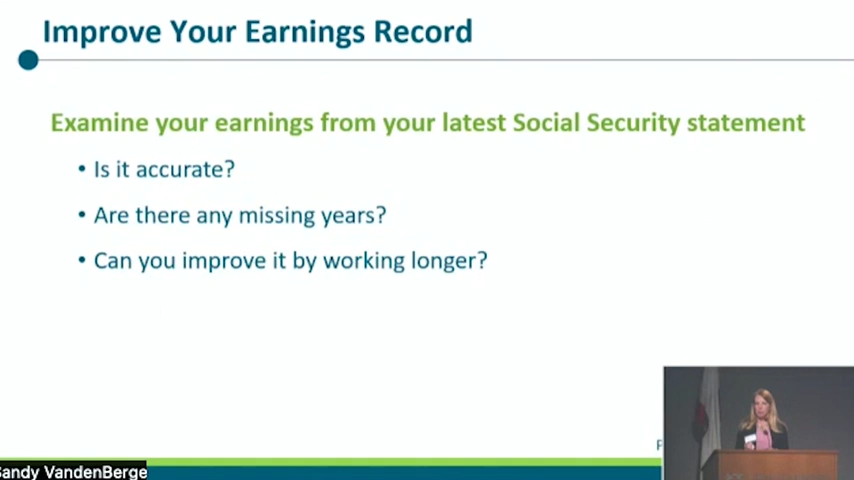 Improve Your Earnings Record
Examine your earnings from your latest Social Security statement
• Is it accurate?
• Are there any missing years?
• Can you improve it by working longer?
Sandy VandenBerge